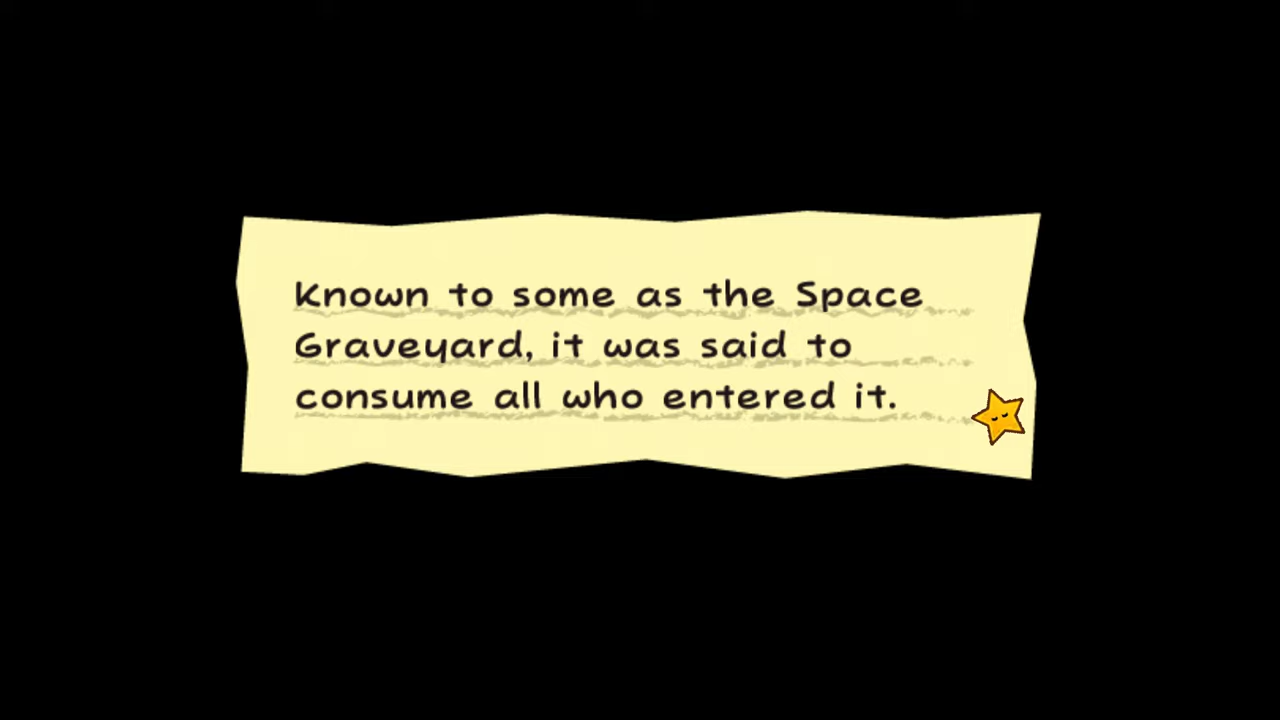 Known to some as the Space
Graveyard, it was said to
consume all who entered it.